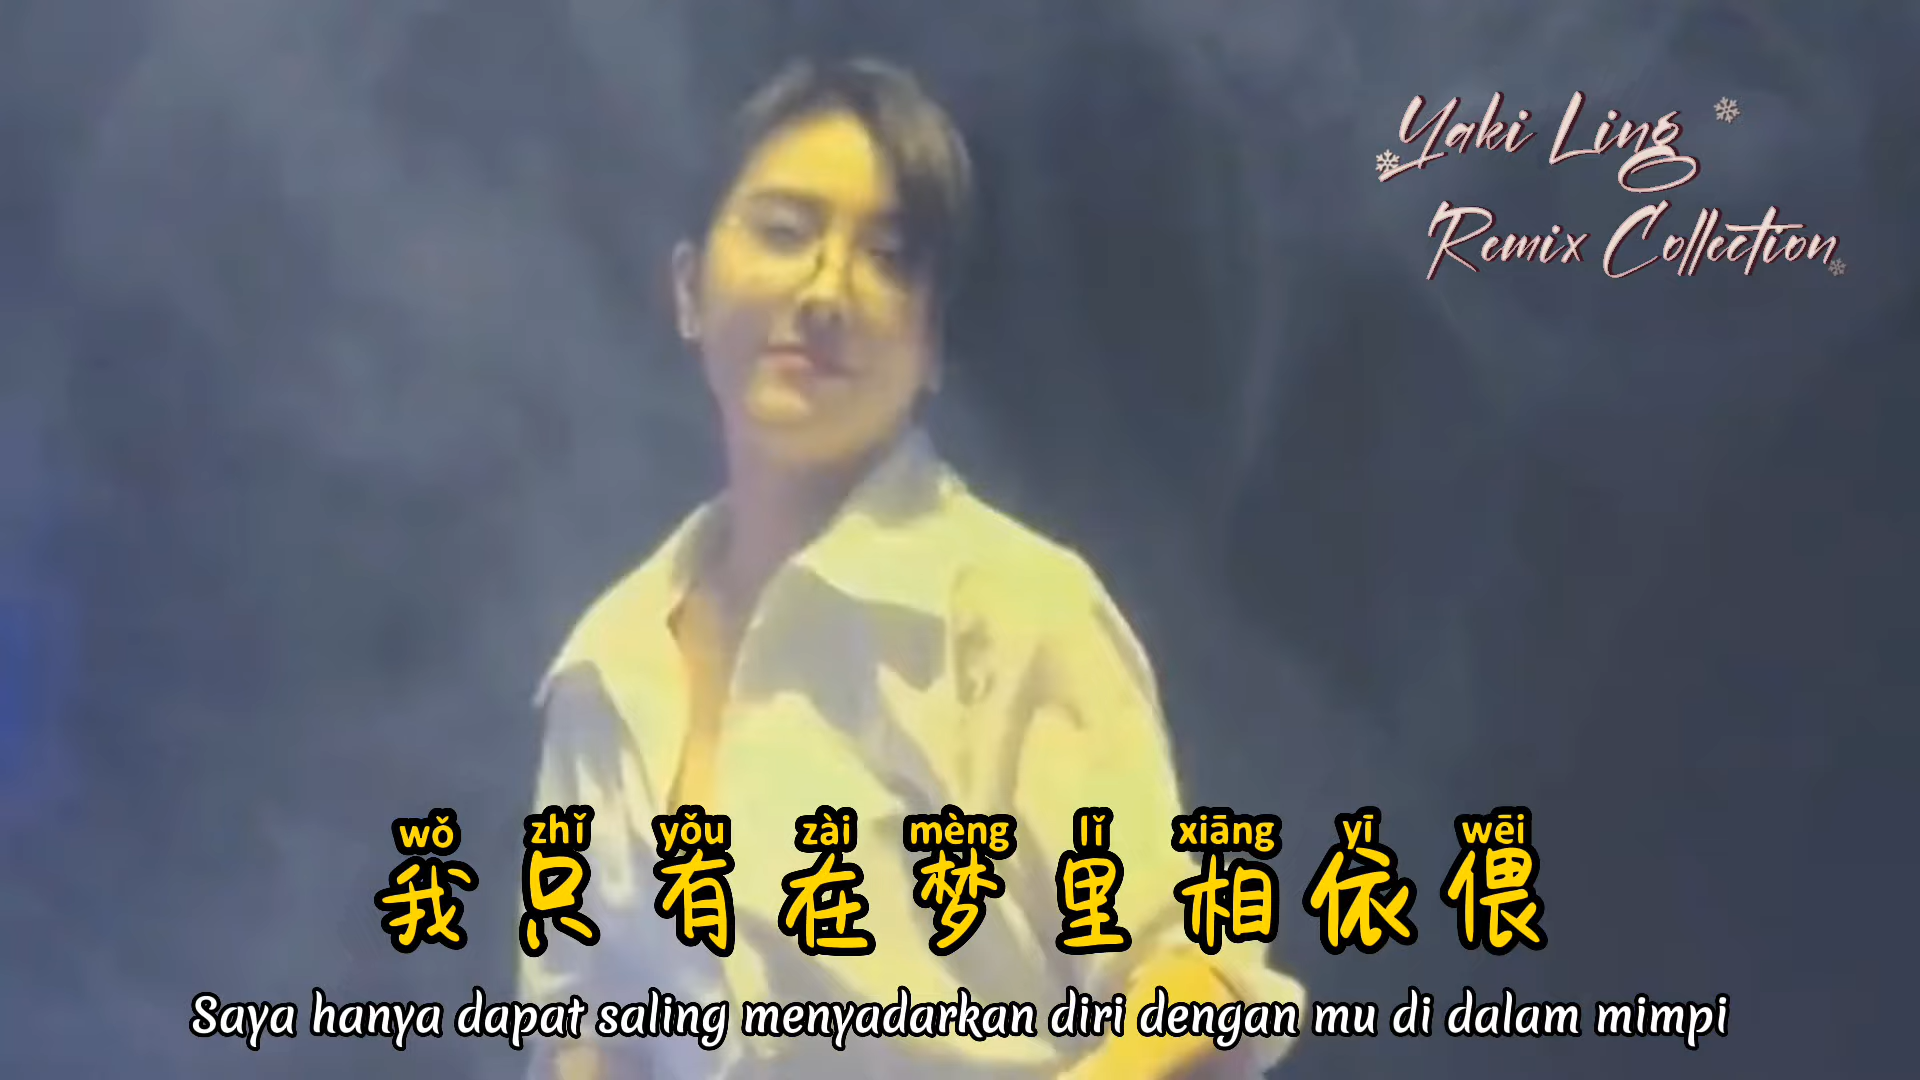 Yaki Ling
Remix Collection
wǒ zhǐ yǒu zài mèng lǐ xiāng yī wēi
我只有在梦里相依偎
Saya hanya dapat saling menyadarkan diri dengan mu di dalam mimpi